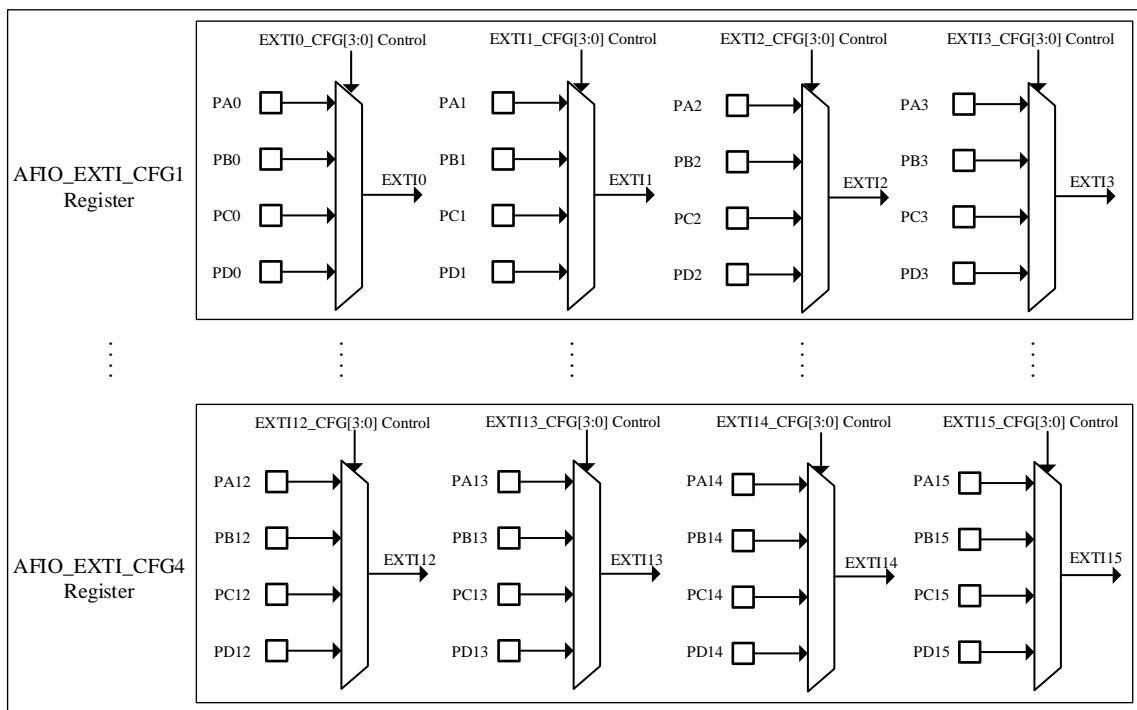 EXTI0_CFG[3:0] Control
EXTI1_CFG[3:0] Control
EXTI2_CFG[3:0] Control
EXTI3_CFG[3:0] Control
PA0
PA1
PA2
PA3
PB0
PB1
PB2
PB3
AFIO_EXTI_CFG1
Register
EXTI0
EXTI1
EXTI2
EXTI3
PC0
PC1
PC2
PC3
PD0
PD1
PD2
PD3
EXTI12_CFG[3:0] Control
EXTI13_CFG[3:0] Control
EXTI14_CFG[3:0] Control
EXTI15_CFG[3:0] Control
PA12
PA13
PA14
PA15
PB12
PB13
PB14
PB15
AFIO_EXTI_CFG4
Register
EXTI12
EXTI13
EXTI14
EXTI15
PC12
PC13
PC14
PC15
PD12
PD13
PD14
PD15